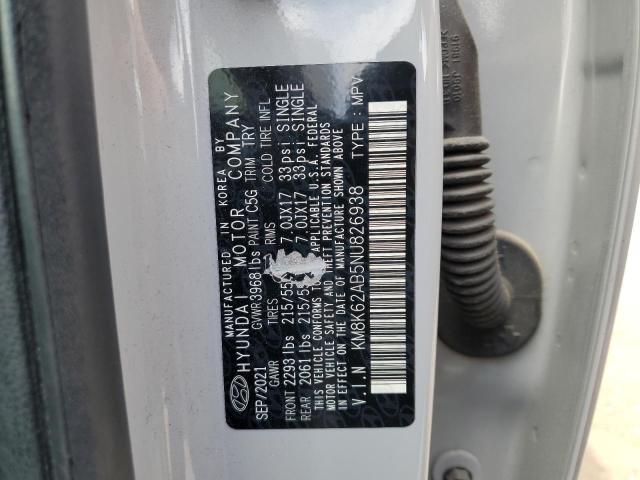 MANUFACTURED IN KOREA BY
HYUNDAI MOTOR COMPANY
SEP/2021 GVWR 3968 lbs PAINT C5G TRIM TRY
GAWR TIRES RIMS COLD TIRE INFL
FRONT 2293 lbs 215/55 7.0JX17 33psi SINGLE
REAR 2061 lbs 215/55 7.0JX17 33psi SINGLE
THIS VEHICLE CONFORMS TO APPLICABLE U.S.A. FEDERAL
MOTOR VEHICLE SAFETY AND THEFT PREVENTION STANDARDS
IN EFFECT ON THE DATE OF MANUFACTURE SHOWN ABOVE
V.I.N KM8K62AB5NU826938 TYPE : MPV